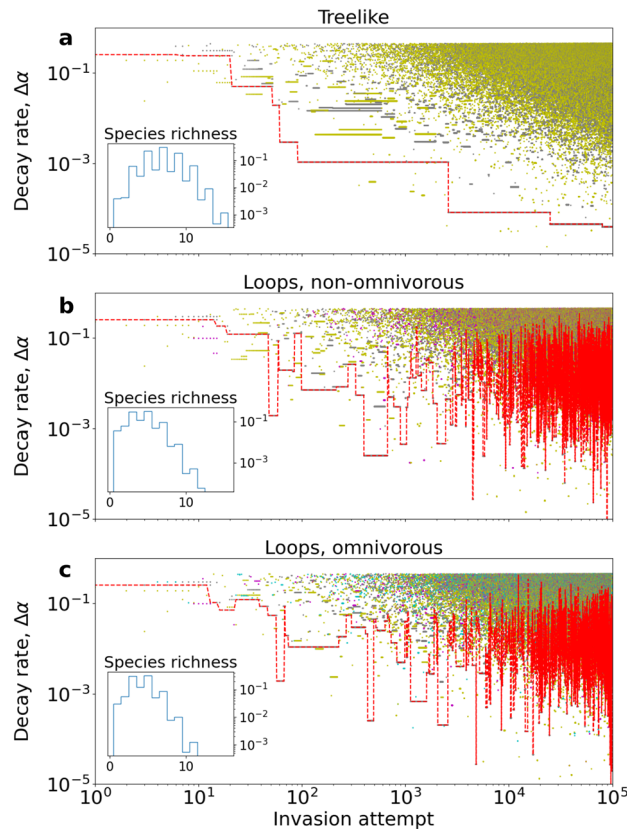 Treelike
a
Decay rate, Δα
10⁻¹
10⁻³
10⁻⁵
Species richness
10⁻¹
10⁻²
10⁻³
0 10
Loops, non-omnivorous
b
Decay rate, Δα
10⁻¹
10⁻³
10⁻⁵
Species richness
10⁻¹
10⁻³
0 10
Loops, omnivorous
c
Decay rate, Δα
10⁻¹
10⁻³
10⁻⁵
Species richness
10⁻¹
10⁻²
10⁻³
0 10
10⁰ 10¹ 10² 10³ 10⁴ 10⁵
Invasion attempt